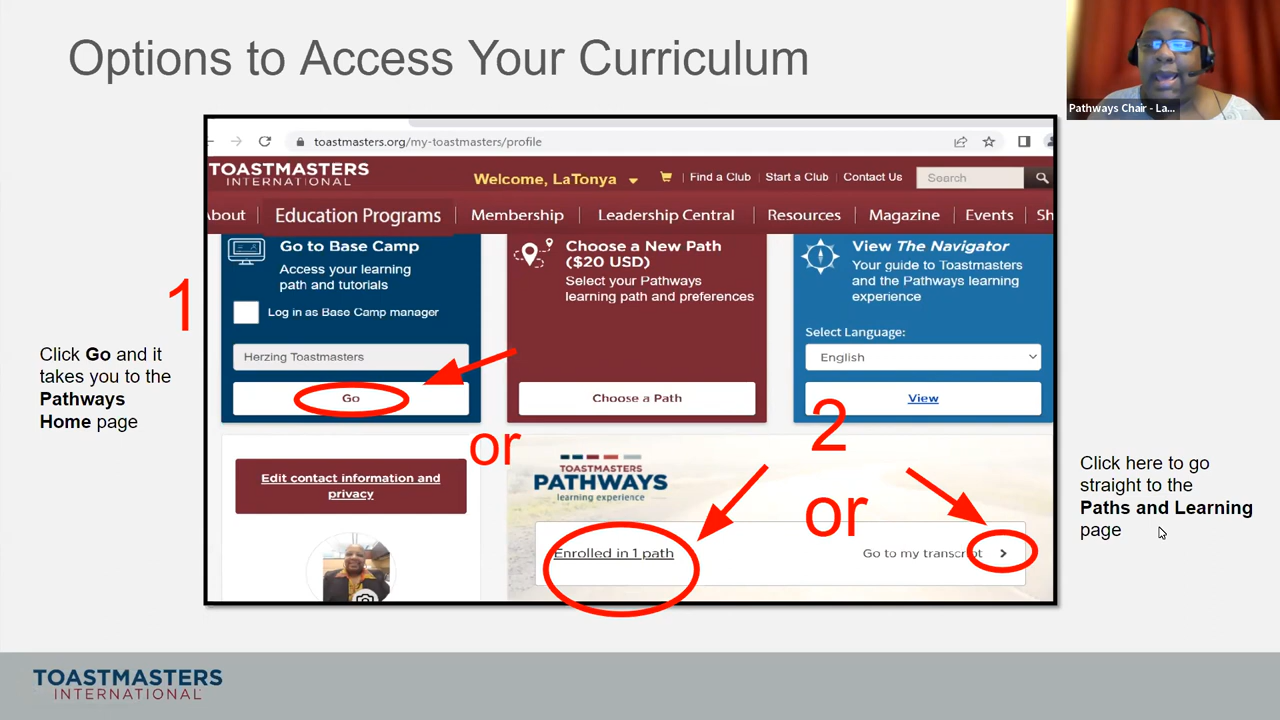 Options to Access Your Curriculum
Pathways Chair - La...
toastmasters.org/my-toastmasters/profile
TOASTMASTERS
INTERNATIONAL
Welcome, LaTonya
Find a Club
Start a Club
Contact Us
Search
About
Education Programs
Membership
Leadership Central
Resources
Magazine
Events
Sh
Go to Base Camp
Access your learning
path and tutorials
Log in as Base Camp manager
Herzing Toastmasters
Go
Choose a New Path
($20 USD)
Select your Pathways
learning path and preferences
Choose a Path
View The Navigator
Your guide to Toastmasters
and the Pathways learning
experience
Select Language:
English
View
1
Click Go and it
takes you to the
Pathways
Home page
or
2
or
Edit contact information and
privacy
TOASTMASTERS
PATHWAYS
learning experience
Enrolled in 1 path
Go to my transcript
Click here to go
straight to the
Paths and Learning
page
TOASTMASTERS
INTERNATIONAL